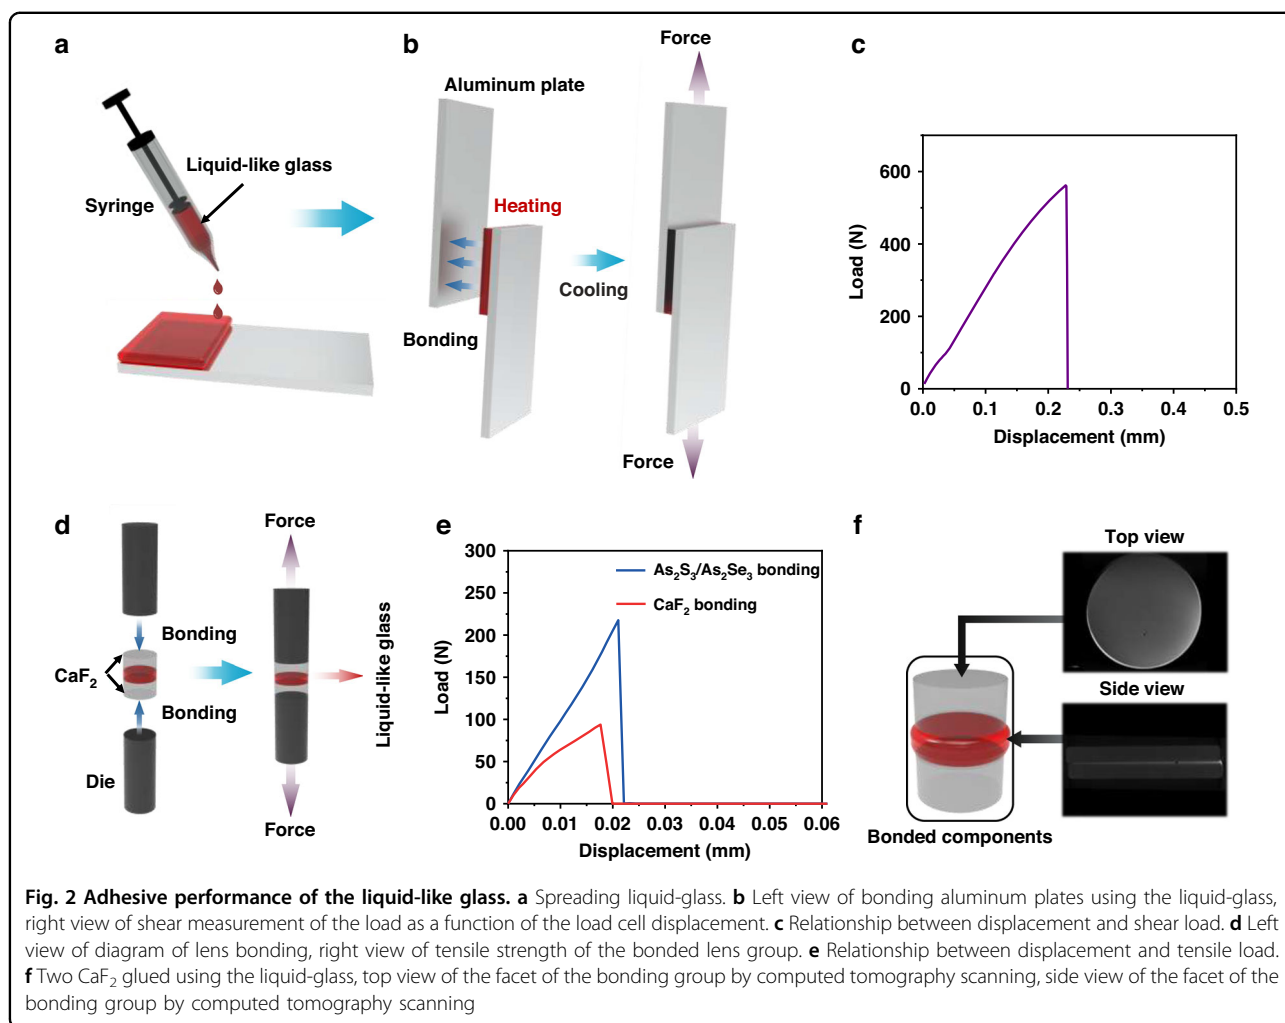 a
Liquid-like glass
Syringe
b
Force
Aluminum plate
Heating
Cooling
Bonding
Force
c
Load (N)
600
400
200
0
0.0 0.1 0.2 0.3 0.4 0.5
Displacement (mm)
d
Force
Bonding
CaF₂
Bonding
Die
Force
Liquid-like glass
e
Load (N)
300
250
200
150
100
50
0
As₂S₃/As₂Se₃ bonding
CaF₂ bonding
0.00 0.01 0.02 0.03 0.04 0.05 0.06
Displacement (mm)
f
Top view
Side view
Bonded components
Fig. 2 Adhesive performance of the liquid-like glass. a Spreading liquid-glass. b Left view of bonding aluminum plates using the liquid-glass,
right view of shear measurement of the load as a function of the load cell displacement. c Relationship between displacement and shear load. d Left
view of diagram of lens bonding, right view of tensile strength of the bonded lens group. e Relationship between displacement and tensile load.
f Two CaF₂ glued using the liquid-glass, top view of the facet of the bonding group by computed tomography scanning, side view of the facet of the
bonding group by computed tomography scanning